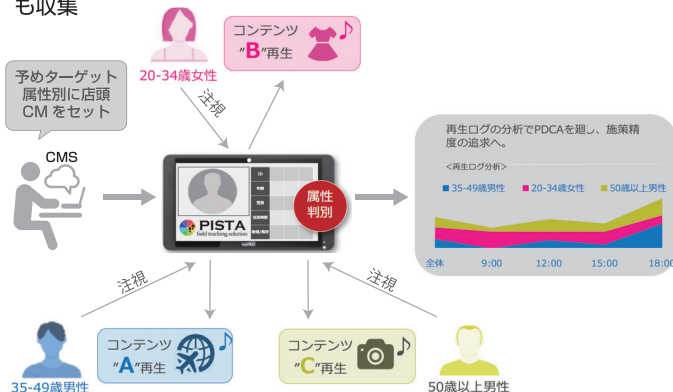 も収集
コンテンツ
"B"再生
20-34歳女性
予めターゲット
属性別に店頭
CMをセット
CMS
注視
ID
年齢
性別
属性
判別
PISTA
field tracking solution
再生ログの分析でPDCAを廻し、施策精
度の追求へ。
<再生ログ分析>
35-49歳男性
20-34歳女性
50歳以上男性
全体
9:00
12:00
15:00
18:00
注視
注視
コンテンツ
"A"再生
コンテンツ
"C"再生
35-49歳男性
50歳以上男性